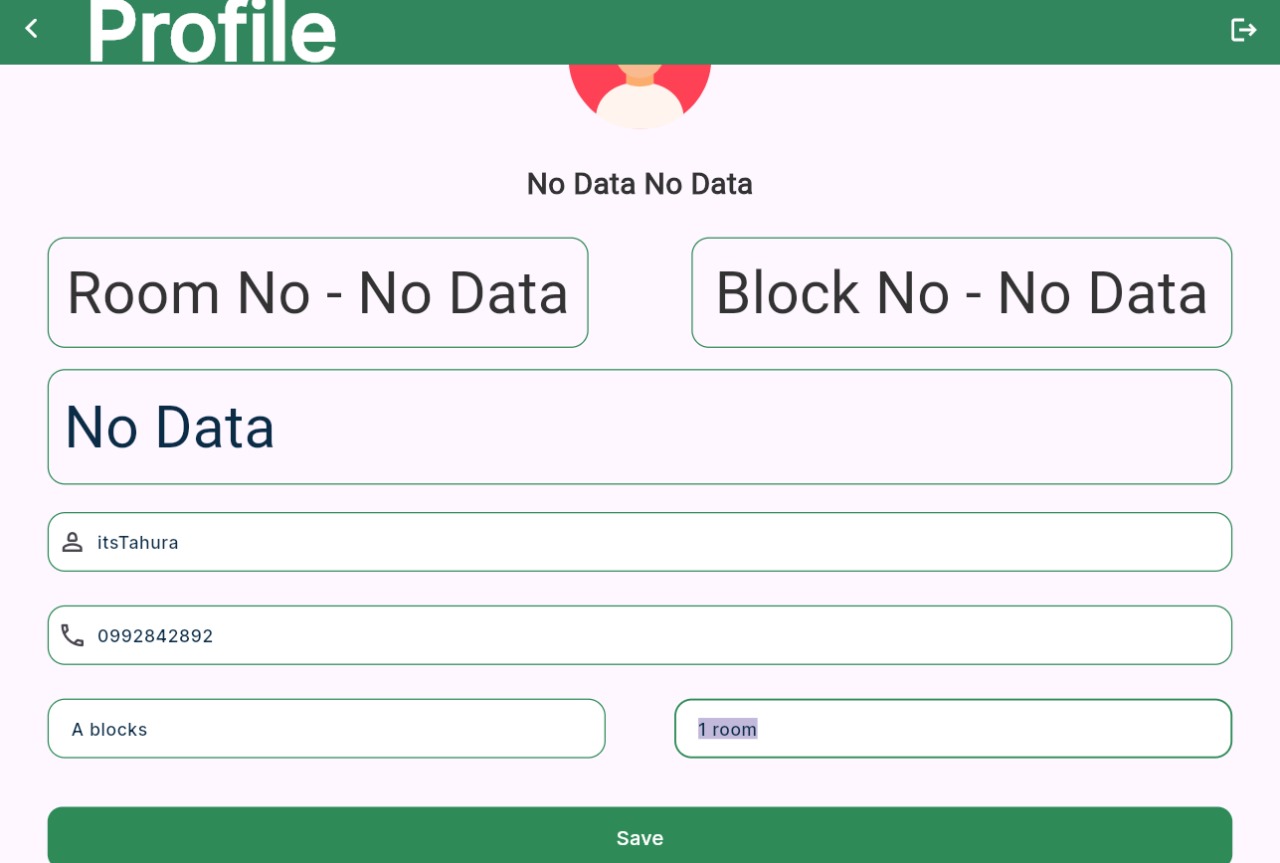 Profile
No Data No Data
Room No - No Data
Block No - No Data
No Data
itsTahura
0992842892
A blocks
1 room
Save